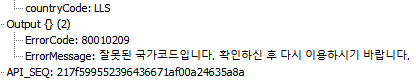 countryCode: LLS
Output {} (2)
ErrorCode: 80010209
ErrorMessage: 잘못된 국가코드입니다, 확인하신 후 다시 이용하시기 바랍니다.
API_SEQ: 217f599552396436671af00a24635a8a